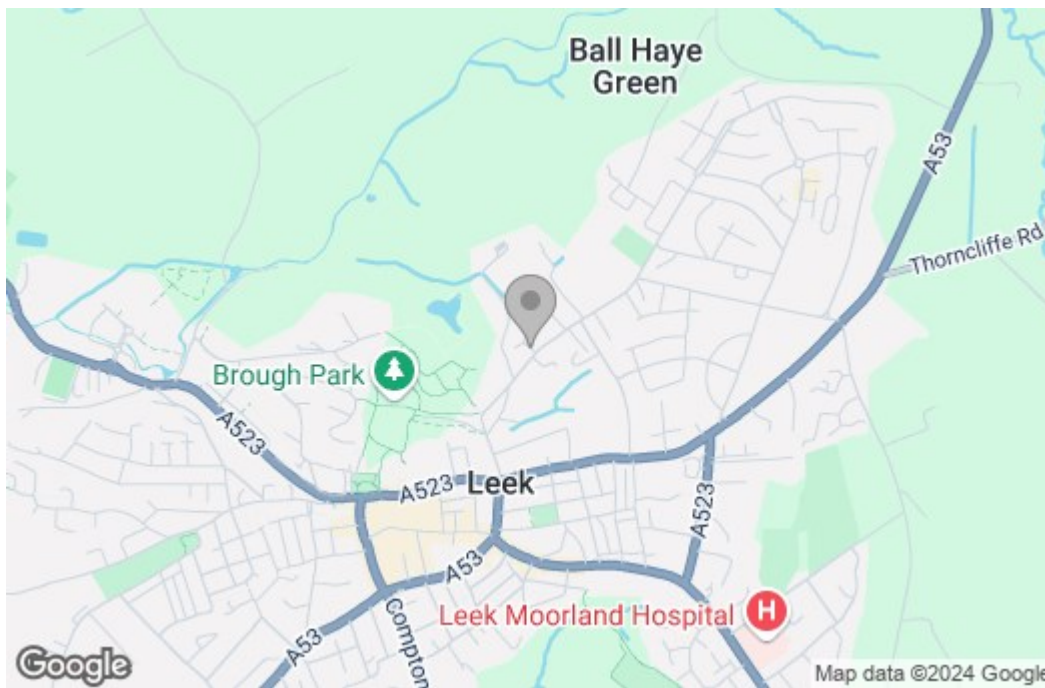 Ball Haye
Green
A53
Thorncliffe Rd
Brough Park
A523
A523
Leek
A523
A53
Compton
A53
Leek Moorland Hospital
H
Google
Map data ©2024 Google